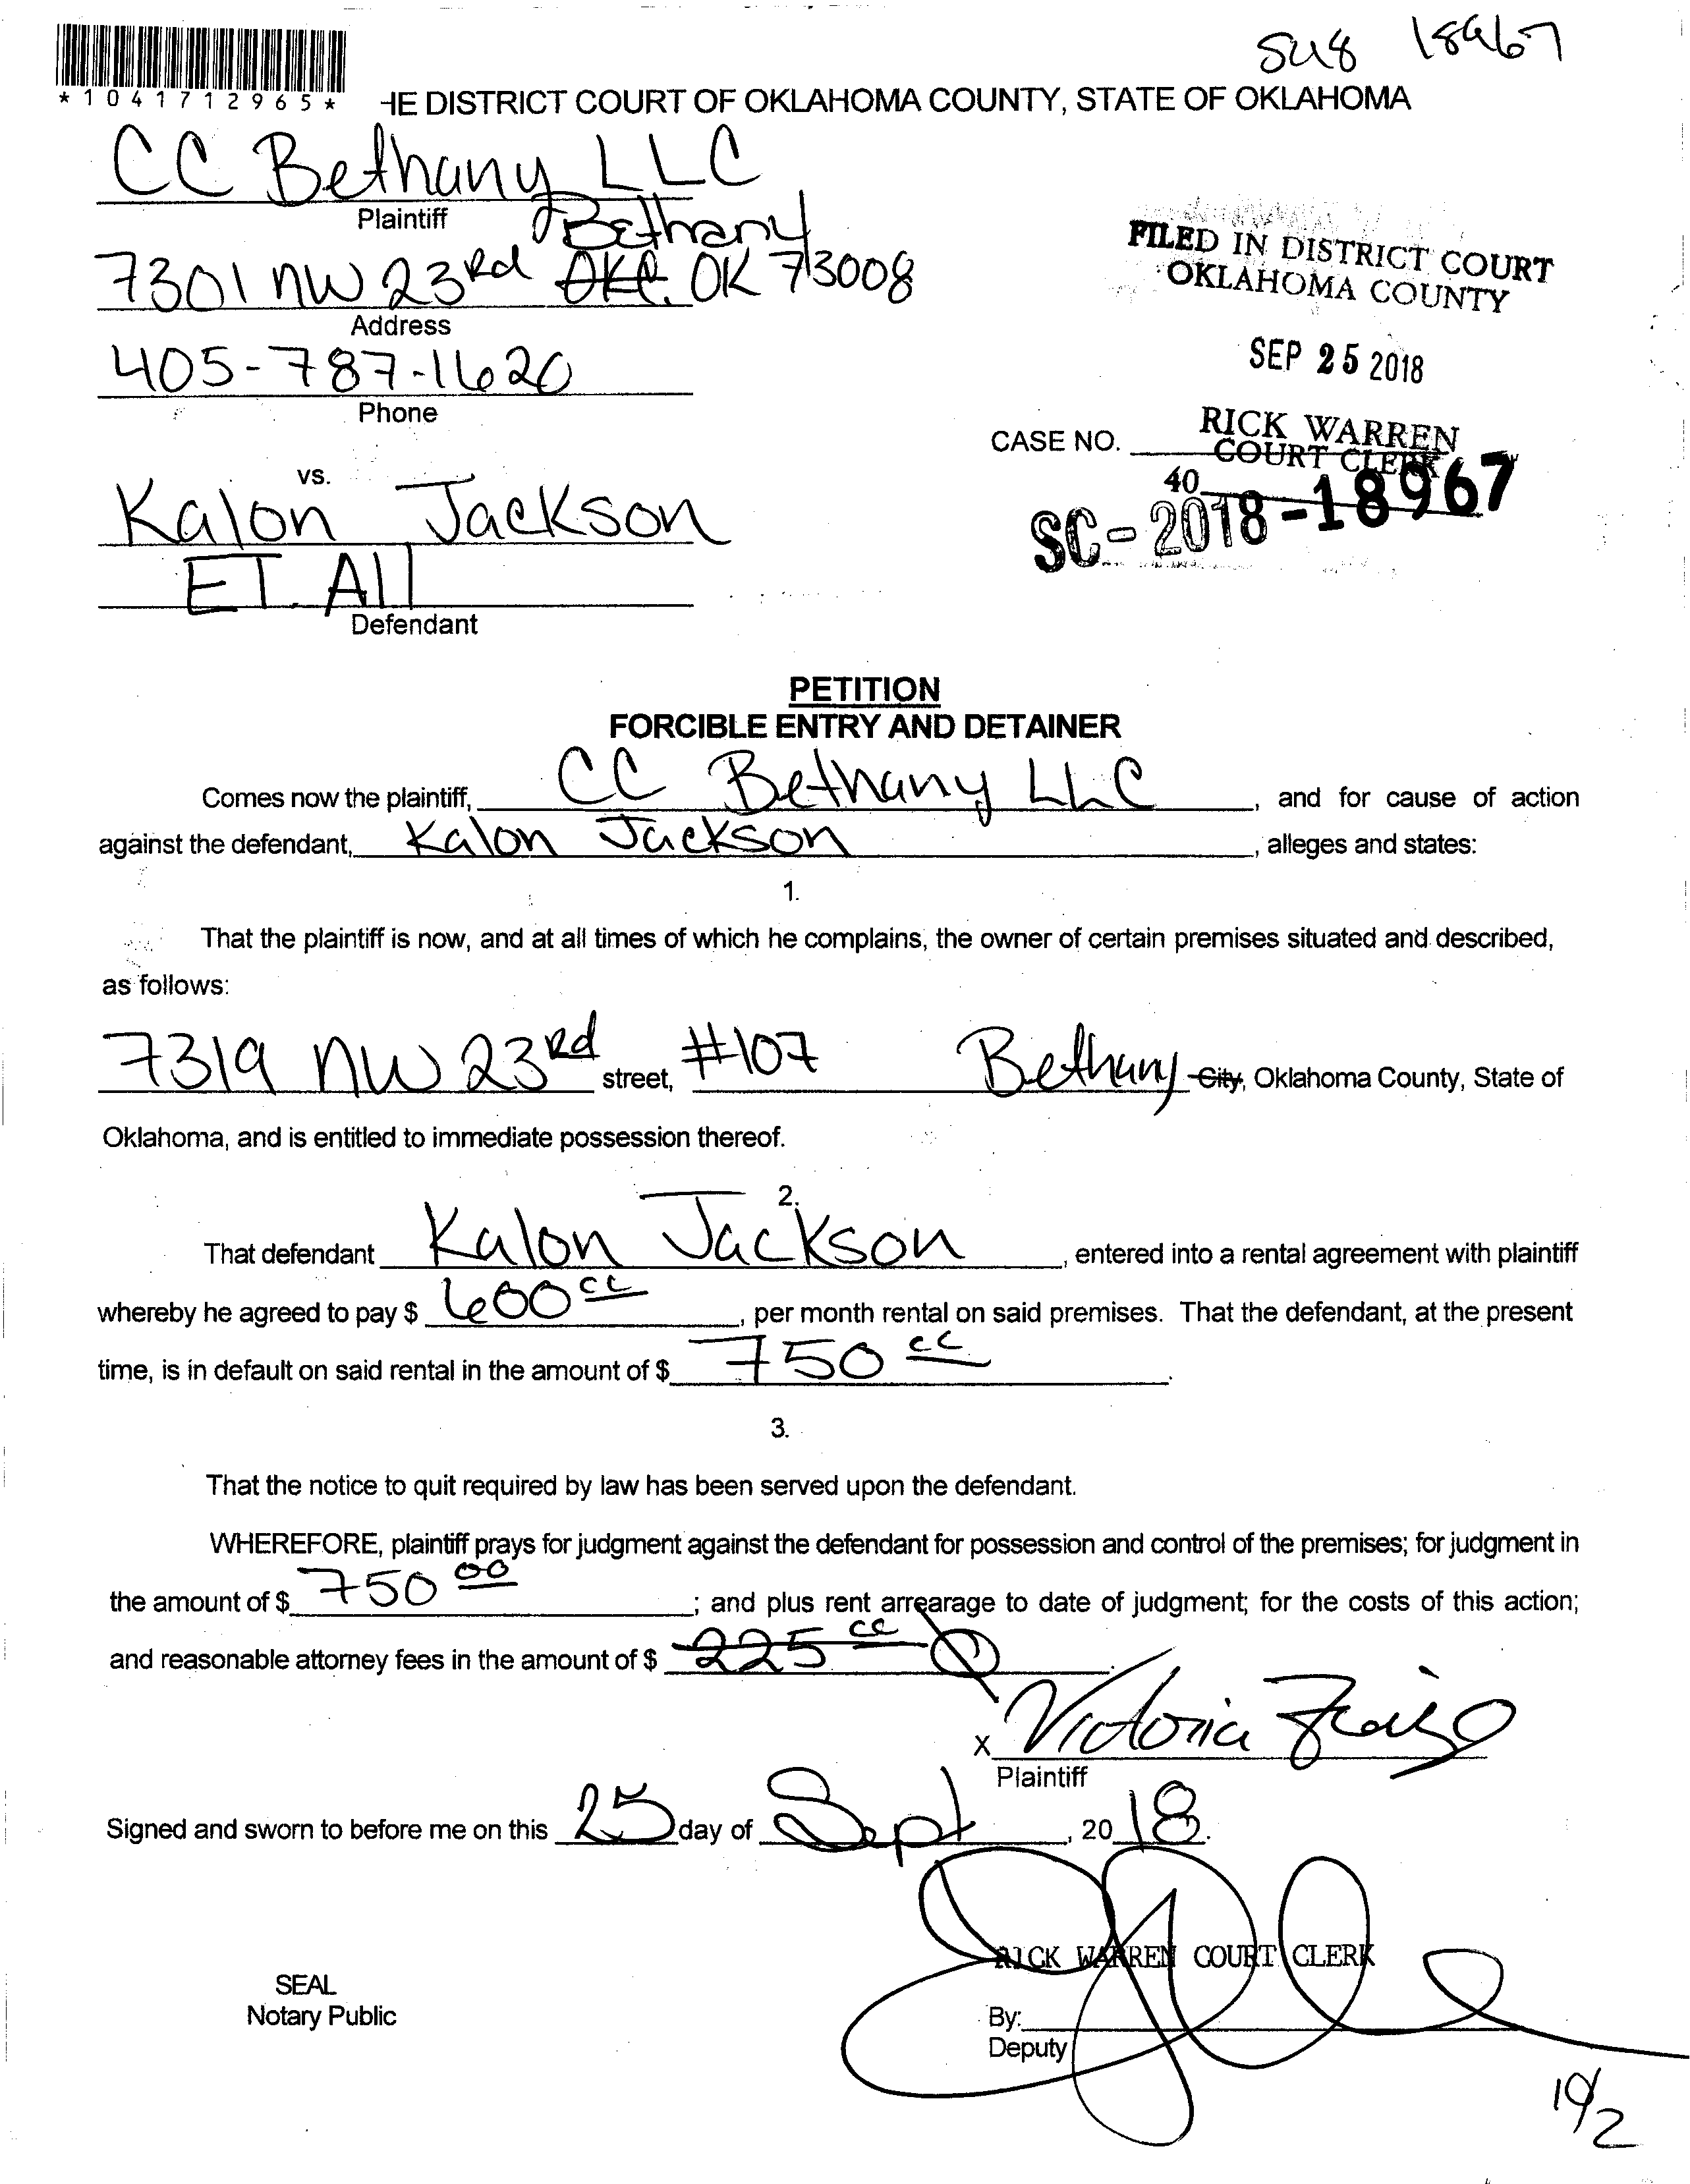 SU8 18967
*1041712965*
HE DISTRICT COURT OF OKLAHOMA COUNTY, STATE OF OKLAHOMA
CC Bethany LLC
Plaintiff
Bethany
7301 NW 23Rd OKC. OK 73008
Address
405-787-1620
Phone
FILED IN DISTRICT COURT
OKLAHOMA COUNTY
SEP 25 2018
RICK WARREN
COURT CLERK
CASE NO.
40
SC-2018-18967
vs.
Kalon Jackson
ET. All
Defendant
PETITION
FORCIBLE ENTRY AND DETAINER
Comes now the plaintiff, CC Bethany LLC, and for cause of action
against the defendant, Kalon Jackson, alleges and states:
1.
That the plaintiff is now, and at all times of which he complains, the owner of certain premises situated and described,
as follows:
7319 NW 23Rd street, #107 Bethany City, Oklahoma County, State of
Oklahoma, and is entitled to immediate possession thereof.
2.
That defendant Kalon Jackson, entered into a rental agreement with plaintiff
whereby he agreed to pay $ 600 00, per month rental on said premises. That the defendant, at the present
time, is in default on said rental in the amount of $ 750 00.
3.
That the notice to quit required by law has been served upon the defendant.
WHEREFORE, plaintiff prays for judgment against the defendant for possession and control of the premises; for judgment in
the amount of $ 750 00; and plus rent arrearage to date of judgment; for the costs of this action;
and reasonable attorney fees in the amount of $ 225 00 0.
x Victoria
Plaintiff
Signed and sworn to before me on this 25 day of Sept, 2018.
RICK WARREN COURT CLERK
SEAL
Notary Public
By:
Deputy
10/2